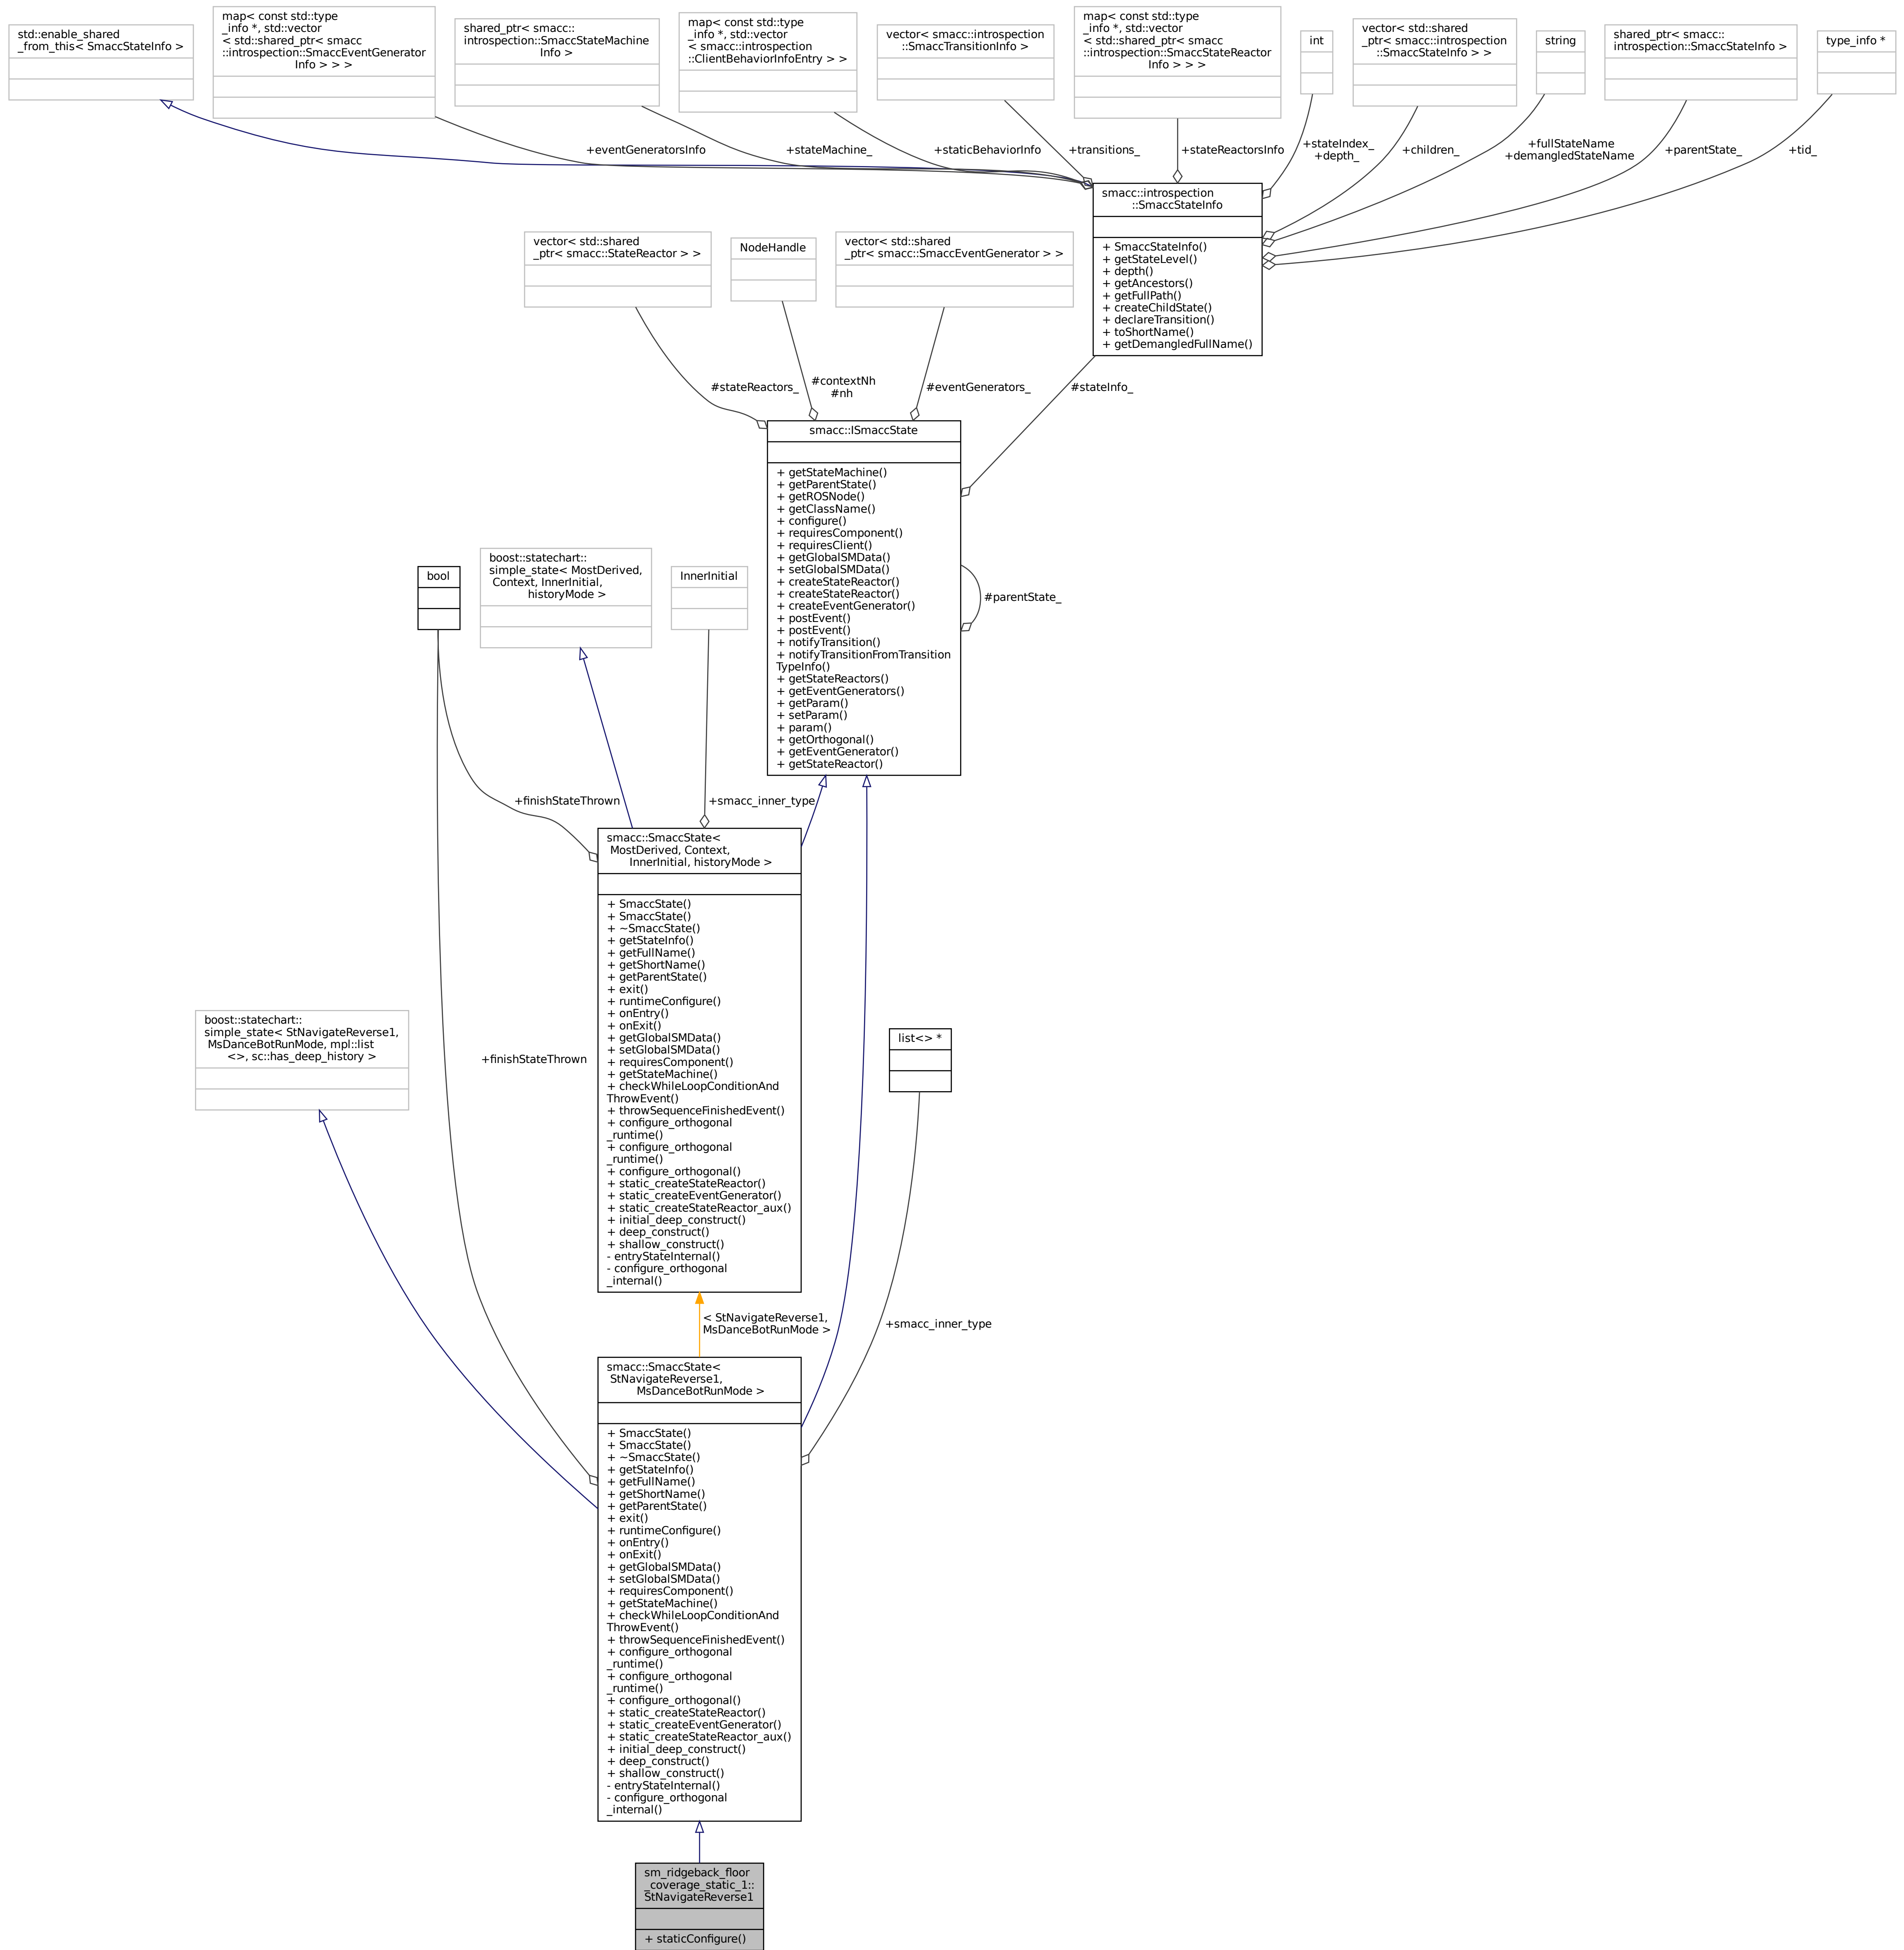 std::enable_shared
_from_this< SmaccStateInfo >
map< const std::type
_info *, std::vector
< std::shared_ptr< smacc
::introspection::SmaccEventGenerator
Info > > >
shared_ptr< smacc::
introspection::SmaccStateMachine
Info >
map< const std::type
_info *, std::vector
< smacc::introspection
::ClientBehaviorInfoEntry > >
vector< smacc::introspection
::SmaccTransitionInfo >
map< const std::type
_info *, std::vector
< std::shared_ptr< smacc
::introspection::SmaccStateReactor
Info > > >
int
vector< std::shared
_ptr< smacc::introspection
::SmaccStateInfo > >
string
shared_ptr< smacc::
introspection::SmaccStateInfo >
type_info *
+eventGeneratorsInfo
+stateMachine_
+staticBehaviorInfo
+transitions_
+stateReactorsInfo
+stateIndex_
+depth_
+children_
+fullStateName
+demangledStateName
+parentState_
+tid_
smacc::introspection
::SmaccStateInfo
+ SmaccStateInfo()
+ getStateLevel()
+ depth()
+ getAncestors()
+ getFullPath()
+ createChildState()
+ declareTransition()
+ toShortName()
+ getDemangledFullName()
vector< std::shared
_ptr< smacc::StateReactor > >
NodeHandle
vector< std::shared
_ptr< smacc::SmaccEventGenerator > >
#stateReactors_
#contextNh
#nh
#eventGenerators_
#stateInfo_
smacc::ISmaccState
+ getStateMachine()
+ getParentState()
+ getROSNode()
+ getClassName()
+ configure()
+ requiresComponent()
+ requiresClient()
+ getGlobalSMData()
+ setGlobalSMData()
+ createStateReactor()
+ createStateReactor()
+ createEventGenerator()
+ postEvent()
+ postEvent()
+ notifyTransition()
+ notifyTransitionFromTransition
TypeInfo()
+ getStateReactors()
+ getEventGenerators()
+ getParam()
+ setParam()
+ param()
+ getOrthogonal()
+ getEventGenerator()
+ getStateReactor()
#parentState_
bool
boost::statechart::
simple_state< MostDerived,
Context, InnerInitial,
historyMode >
InnerInitial
+finishStateThrown
+smacc_inner_type
smacc::SmaccState<
MostDerived, Context,
InnerInitial, historyMode >
+ SmaccState()
+ SmaccState()
+ ~SmaccState()
+ getStateInfo()
+ getFullName()
+ getShortName()
+ getParentState()
+ exit()
+ runtimeConfigure()
+ onEntry()
+ onExit()
+ getGlobalSMData()
+ setGlobalSMData()
+ requiresComponent()
+ getStateMachine()
+ checkWhileLoopConditionAnd
ThrowEvent()
+ throwSequenceFinishedEvent()
+ configure_orthogonal
_runtime()
+ configure_orthogonal
_runtime()
+ configure_orthogonal()
+ static_createStateReactor()
+ static_createEventGenerator()
+ static_createStateReactor_aux()
+ initial_deep_construct()
+ deep_construct()
+ shallow_construct()
- entryStateInternal()
- configure_orthogonal
_internal()
boost::statechart::
simple_state< StNavigateReverse1,
MsDanceBotRunMode, mpl::list
<>, sc::has_deep_history >
+finishStateThrown
list<> *
< StNavigateReverse1,
MsDanceBotRunMode >
+smacc_inner_type
smacc::SmaccState<
StNavigateReverse1,
MsDanceBotRunMode >
+ SmaccState()
+ SmaccState()
+ ~SmaccState()
+ getStateInfo()
+ getFullName()
+ getShortName()
+ getParentState()
+ exit()
+ runtimeConfigure()
+ onEntry()
+ onExit()
+ getGlobalSMData()
+ setGlobalSMData()
+ requiresComponent()
+ getStateMachine()
+ checkWhileLoopConditionAnd
ThrowEvent()
+ throwSequenceFinishedEvent()
+ configure_orthogonal
_runtime()
+ configure_orthogonal
_runtime()
+ configure_orthogonal()
+ static_createStateReactor()
+ static_createEventGenerator()
+ static_createStateReactor_aux()
+ initial_deep_construct()
+ deep_construct()
+ shallow_construct()
- entryStateInternal()
- configure_orthogonal
_internal()
sm_ridgeback_floor
_coverage_static_1::
StNavigateReverse1
+ staticConfigure()